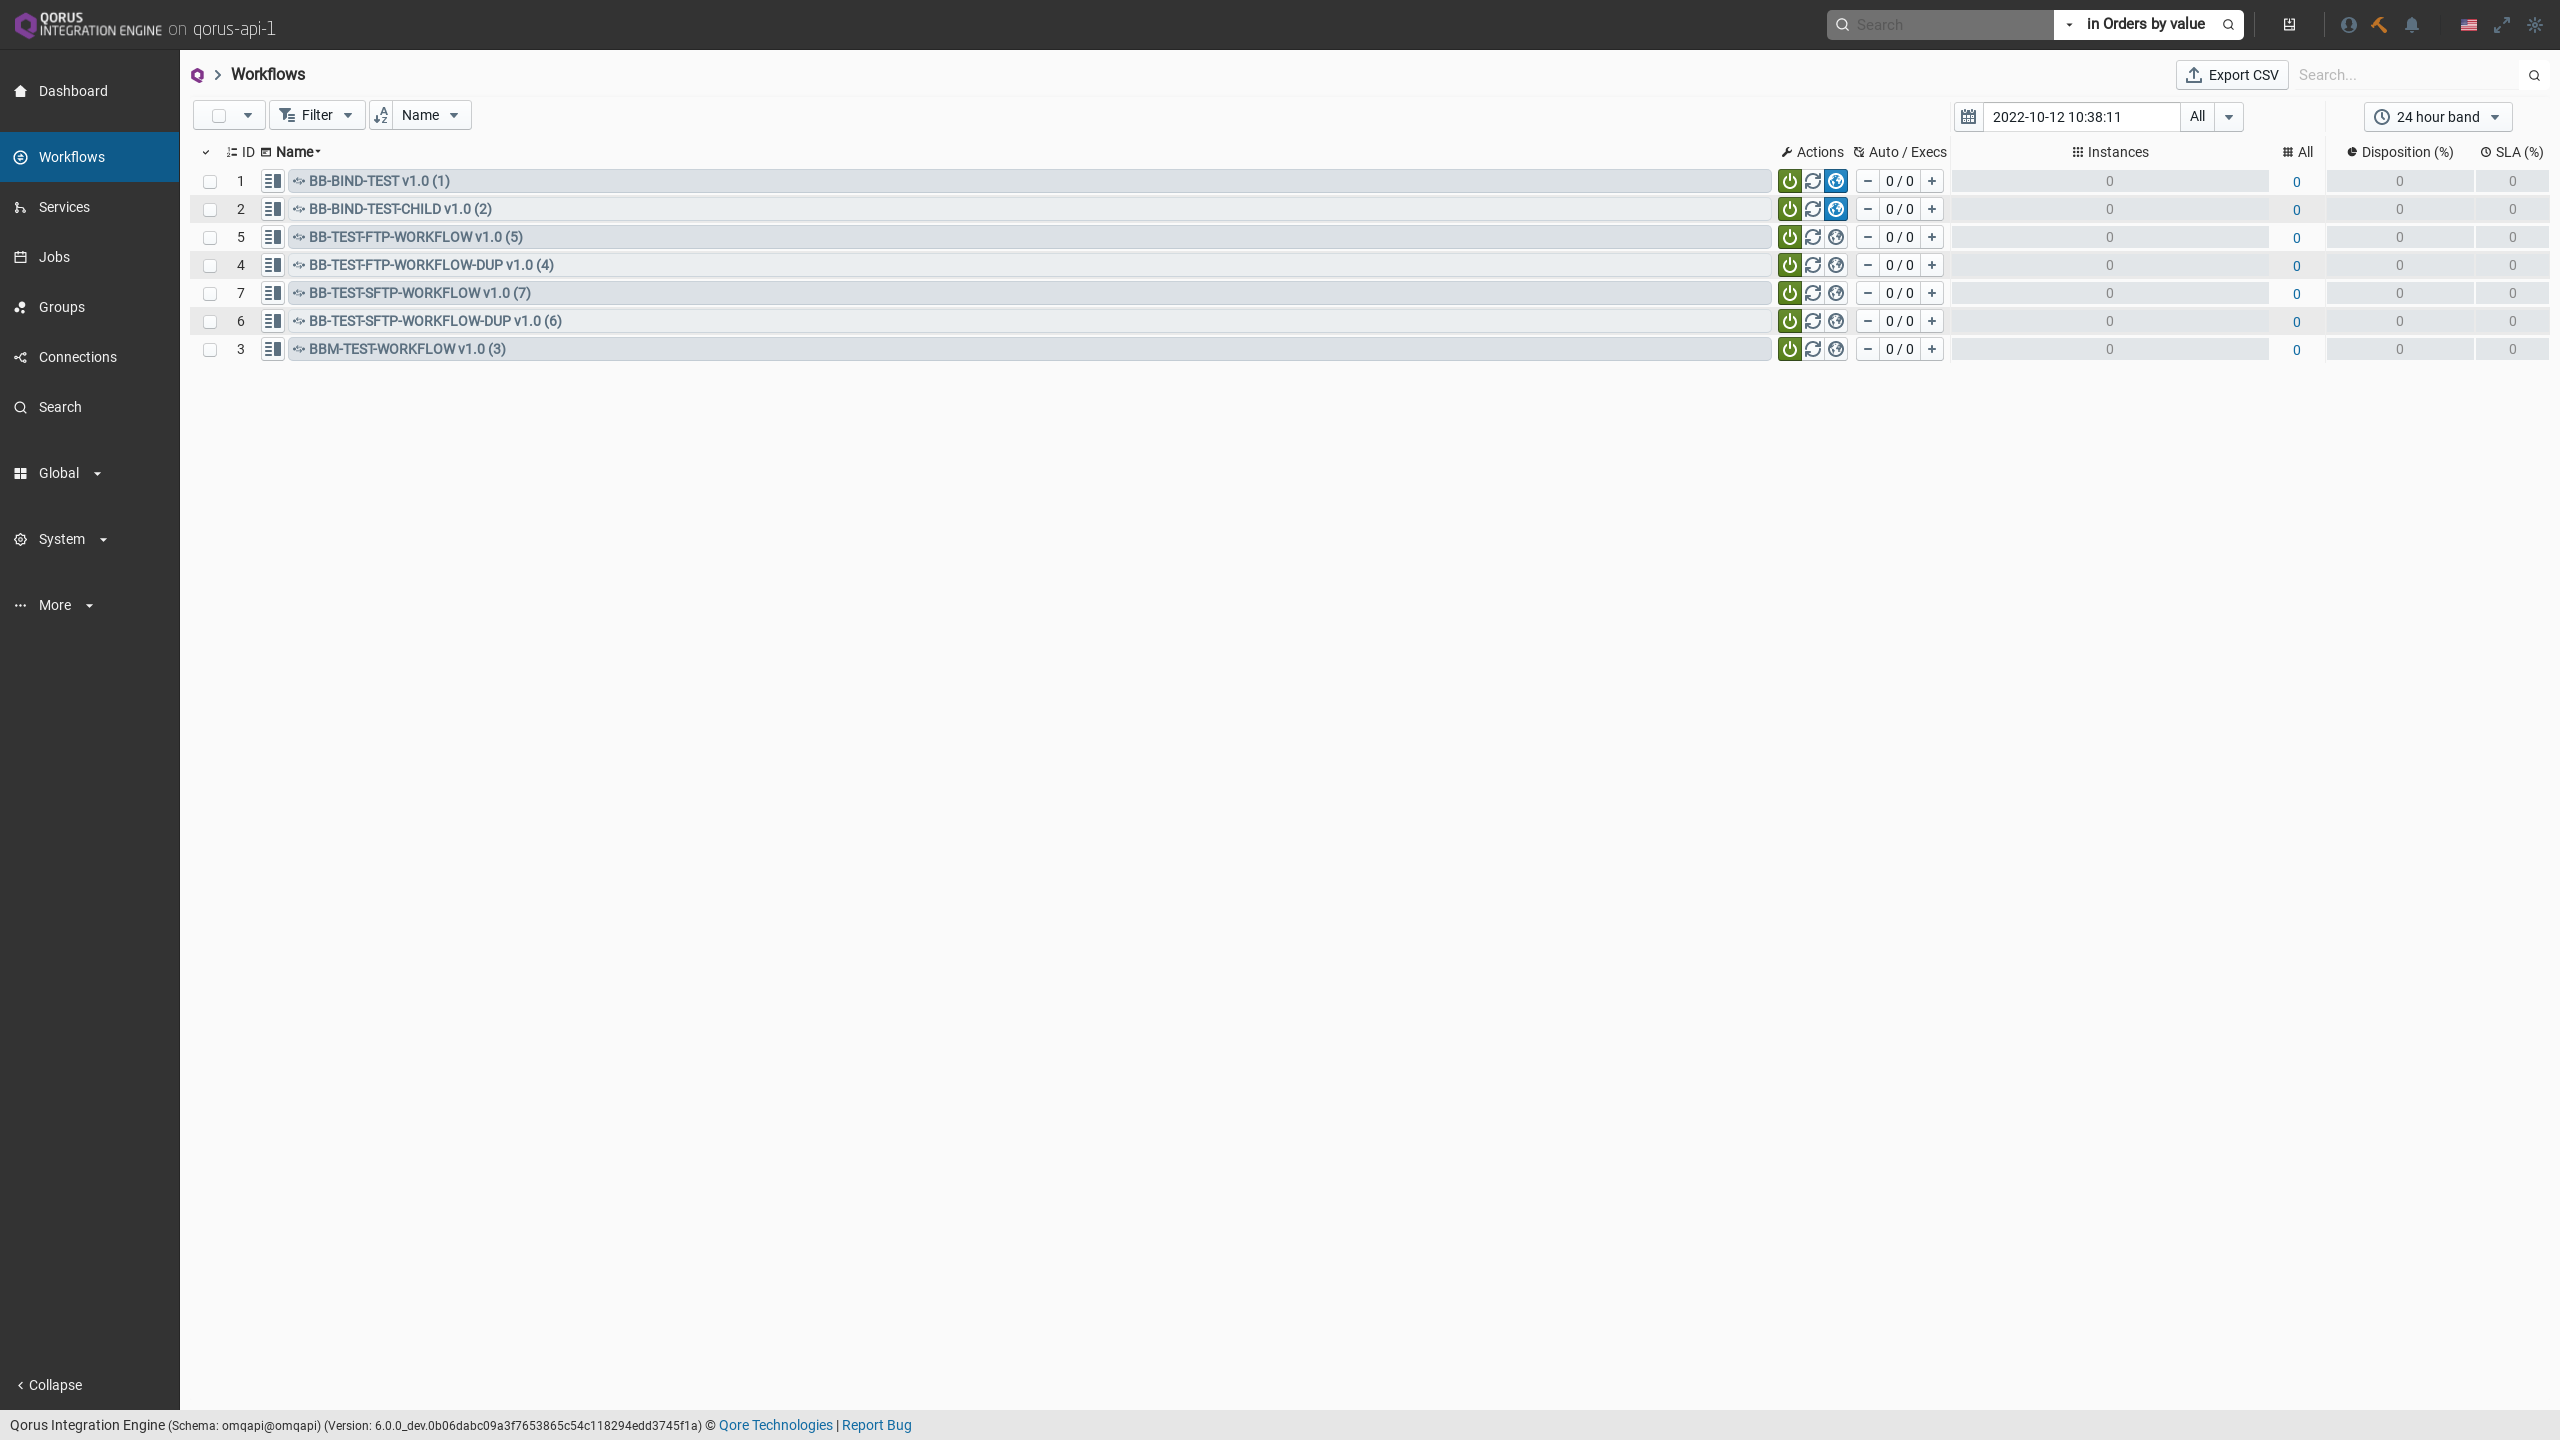 QORUS INTEGRATION ENGINE on qorus-api-1
Search
in Orders by value
Dashboard
Workflows
Services
Jobs
Groups
Connections
Search
Global
System
More
Collapse
Workflows
Export CSV
Search...
Filter
Name
2022-10-12 10:38:11
All
24 hour band
ID Name Actions Auto / Execs Instances All Disposition (%) SLA (%)
1 BB-BIND-TEST v1.0 (1) 0 / 0 0 0 0 0
2 BB-BIND-TEST-CHILD v1.0 (2) 0 / 0 0 0 0 0
5 BB-TEST-FTP-WORKFLOW v1.0 (5) 0 / 0 0 0 0 0
4 BB-TEST-FTP-WORKFLOW-DUP v1.0 (4) 0 / 0 0 0 0 0
7 BB-TEST-SFTP-WORKFLOW v1.0 (7) 0 / 0 0 0 0 0
6 BB-TEST-SFTP-WORKFLOW-DUP v1.0 (6) 0 / 0 0 0 0 0
3 BBM-TEST-WORKFLOW v1.0 (3) 0 / 0 0 0 0 0
Qorus Integration Engine (Schema: omqapi@omqapi) (Version: 6.0.0_dev.0b06dabc09a3f7653865c54c118294edd3745f1a) © Qore Technologies | Report Bug